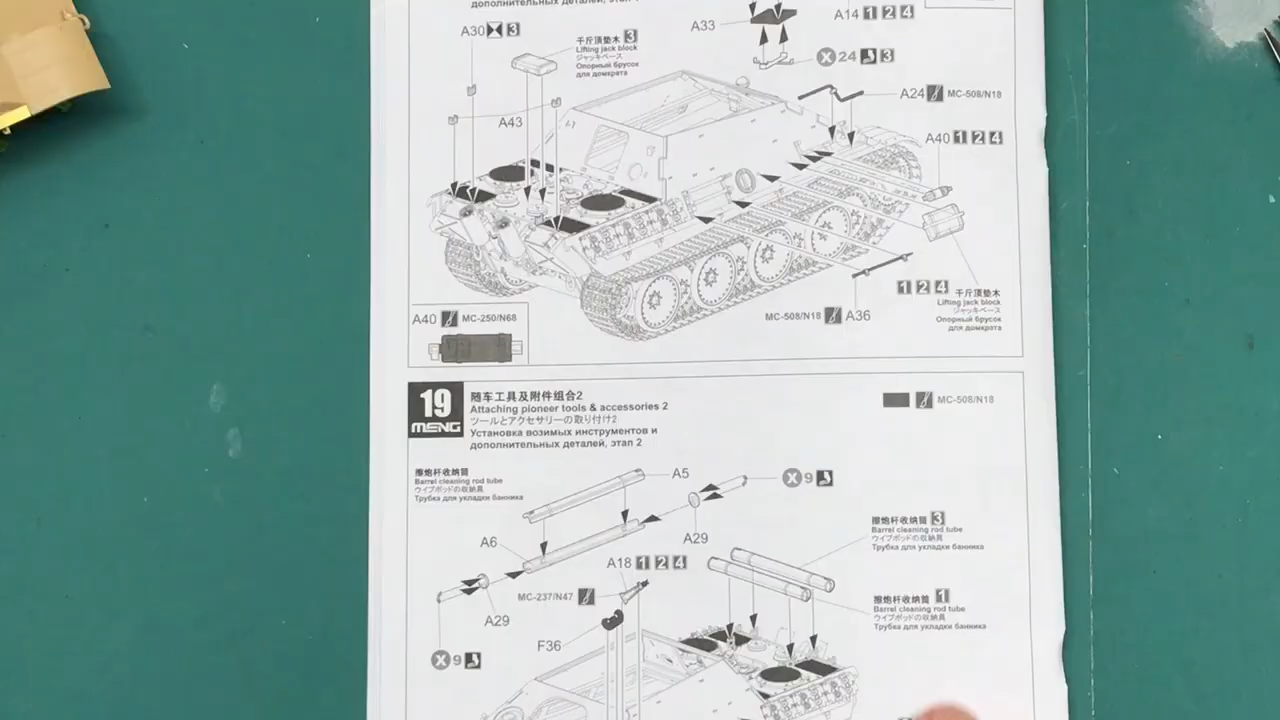 дополнительных деталей, этап 1
A30 3
千斤顶垫木 3
Lifting jack block
ジャッキベース
Опорный брусок
для домкрата
A33
A14 1 2 4
X 24 3
A24 MC-508/N18
A43
A40 1 2 4
1 2 4
千斤顶垫木
Lifting jack block
ジャッキベース
Опорный брусок
для домкрата
MC-508/N18 A36
A40 MC-250/N68
19
MENG
随车工具及附件组合2
Attaching pioneer tools & accessories 2
ツールとアクセサリーの取り付け2
Установка возимых инструментов и
дополнительных деталей, этап 2
MC-508/N18
擦炮杆收纳筒
Barrel cleaning rod tube
ウイプポッドの収納具
Трубка для укладки банника
A5
X 9
A29
A6
擦炮杆收纳筒 3
Barrel cleaning rod tube
ウイプポッドの収納具
Трубка для укладки банника
A18 1 2 4
MC-237/N47
擦炮杆收纳筒 1
Barrel cleaning rod tube
ウイプポッドの収納具
Трубка для укладки банника
A29
F36
X 9